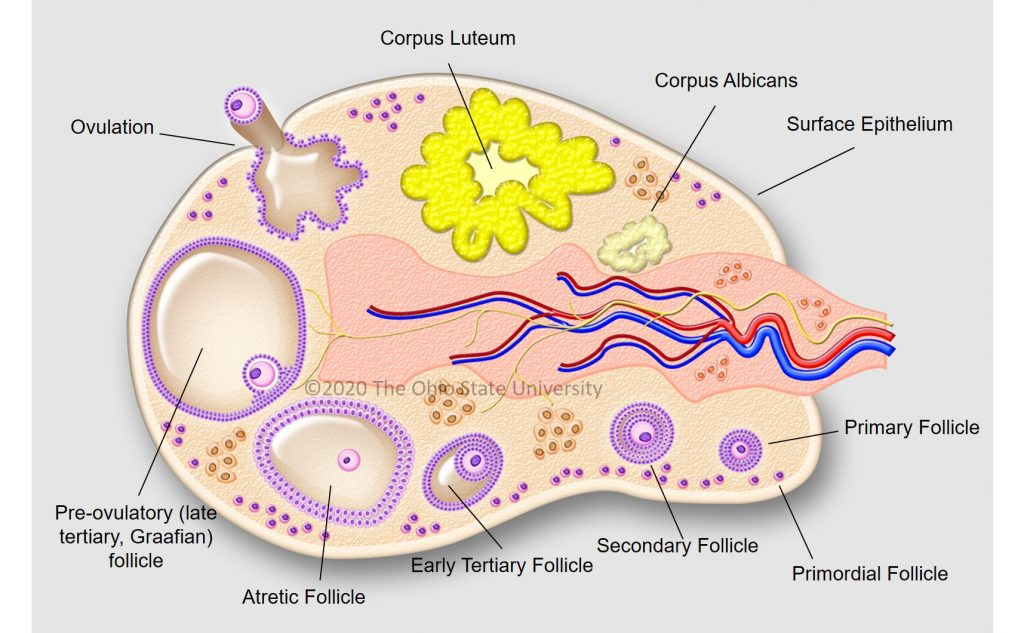 Corpus Luteum
Corpus Albicans
Ovulation
Surface Epithelium
©2020 The Ohio State University
Primary Follicle
Pre-ovulatory (late
tertiary, Graafian)
follicle
Secondary Follicle
Early Tertiary Follicle
Primordial Follicle
Atretic Follicle